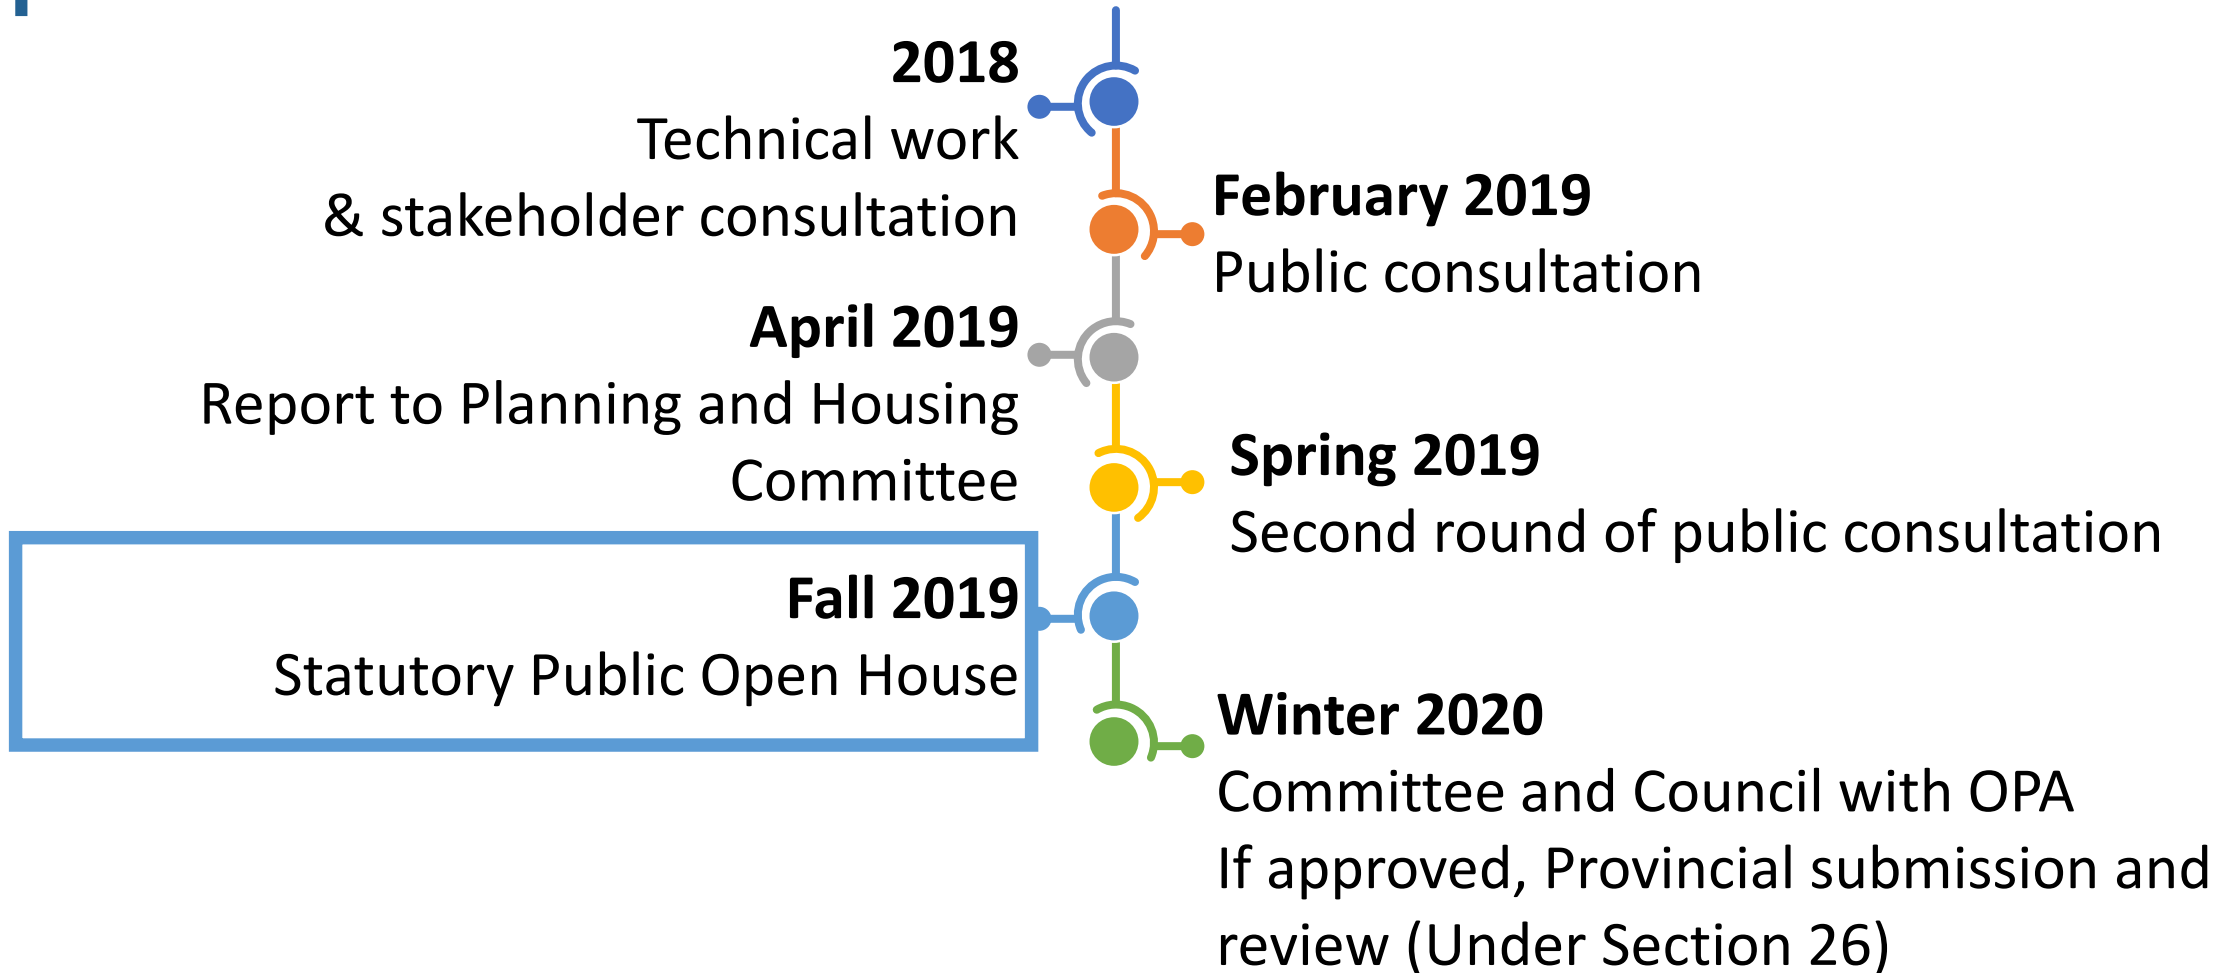 2018
Technical work
& stakeholder consultation
February 2019
Public consultation
April 2019
Report to Planning and Housing
Committee
Spring 2019
Second round of public consultation
Fall 2019
Statutory Public Open House
Winter 2020
Committee and Council with OPA
If approved, Provincial submission and
review (Under Section 26)